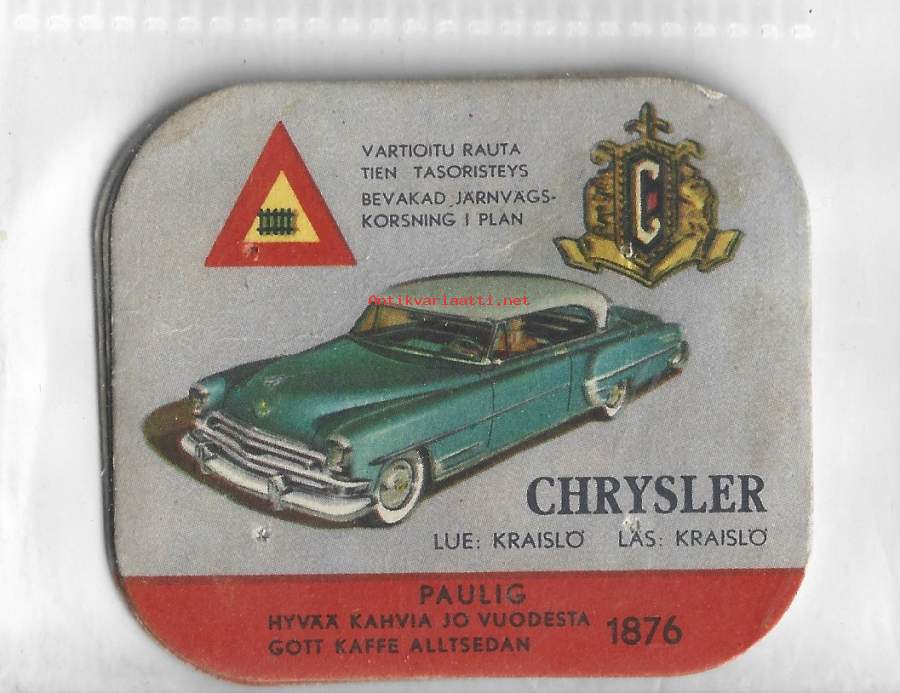 VARTIOITU RAUTA
TIEN TASORISTEYS
BEVAKAD JÄRNVÄGS-
KORSNING I PLAN
C
Antikvariaatti.net
CHRYSLER
LUE: KRAISLÖ LÄS: KRAISLÖ
PAULIG
HYVÄÄ KAHVIA JO VUODESTA
GOTT KAFFE ALLTSEDAN 1876